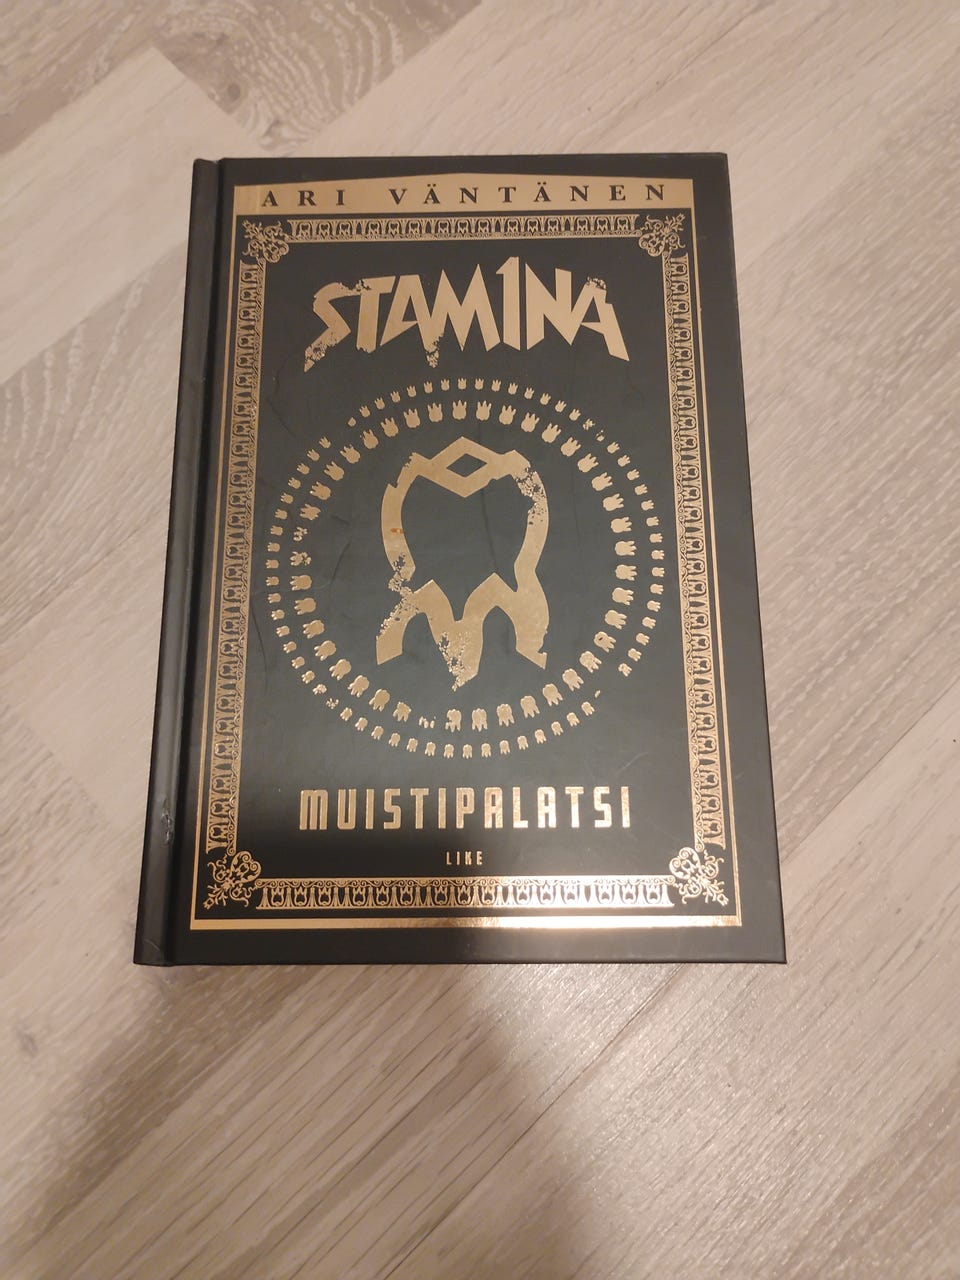 ARI VÄNTÄNEN
STAM1NA
MUISTIPALATSI
LIKE